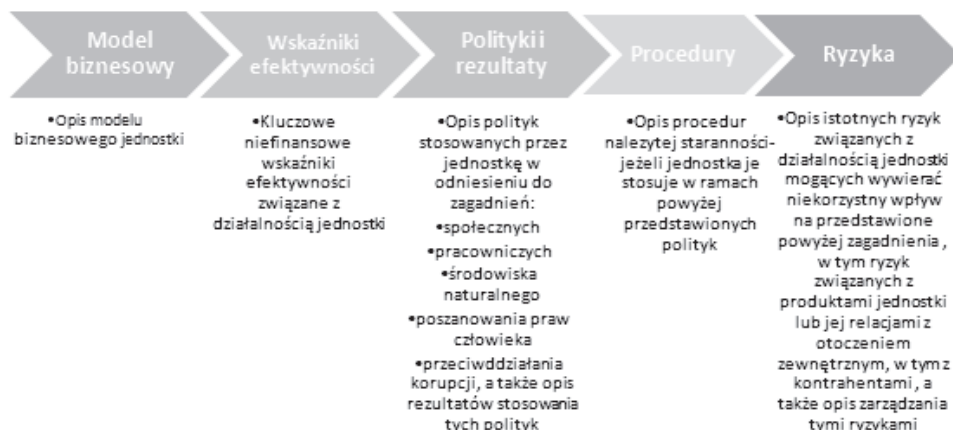 Model
biznesowy
•Opis modelu
biznesowego jednostki
Wskaźniki
efektywności
•Kluczowe
niefinansowe
wskaźniki
efektywności
związane z
działalnością jednostki
Polityki i
rezultaty
•Opis polityk
stosowanych przez
jednostkę w
odniesieniu do
zagadnień:
•społecznych
•pracowniczych
•środowiska
naturalnego
•poszanowania praw
człowieka
•przeciwddziałania
korupcji, a także opis
rezultatów stosowania
tych polityk
Procedury
•Opis procedur
nalezytej staranności-
jeżeli jednostka je
stosuje w ramach
powyżej
przedstawionych
polityk
Ryzyka
•Opis istotnych ryzyk
związanych z
działalnością jednostki
mogących wywierać
niekorzystny wpływ
na przedstawione
powyżej zagadnienia ,
w tym ryzyk
związanych z
produktami jednostki
lub jej relacjami z
otoczeniem
zewnętrznym, w tym z
kontrahentami, a
także opis zarządzania
tymi ryzykami